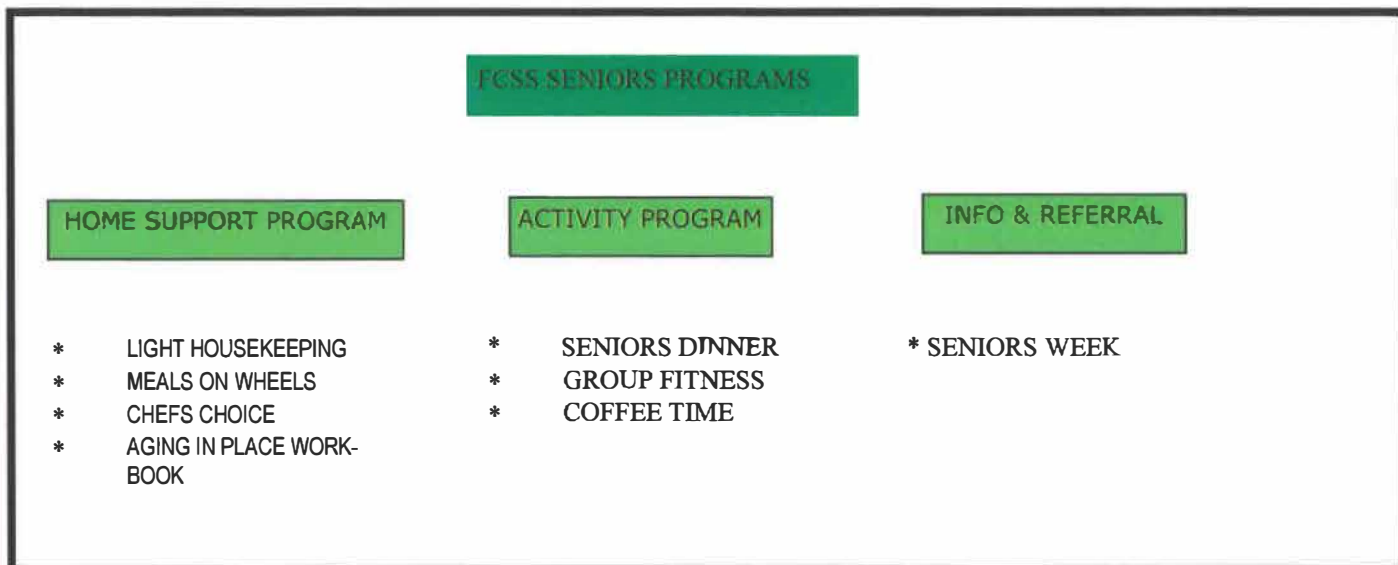 FCSS SENIORS PROGRAMS
HOME SUPPORT PROGRAM
* LIGHT HOUSEKEEPING
* MEALS ON WHEELS
* CHEFS CHOICE
* AGING IN PLACE WORK-
BOOK
ACTIVITY PROGRAM
* SENIORS DINNER
* GROUP FITNESS
* COFFEE TIME
INFO & REFERRAL
* SENIORS WEEK